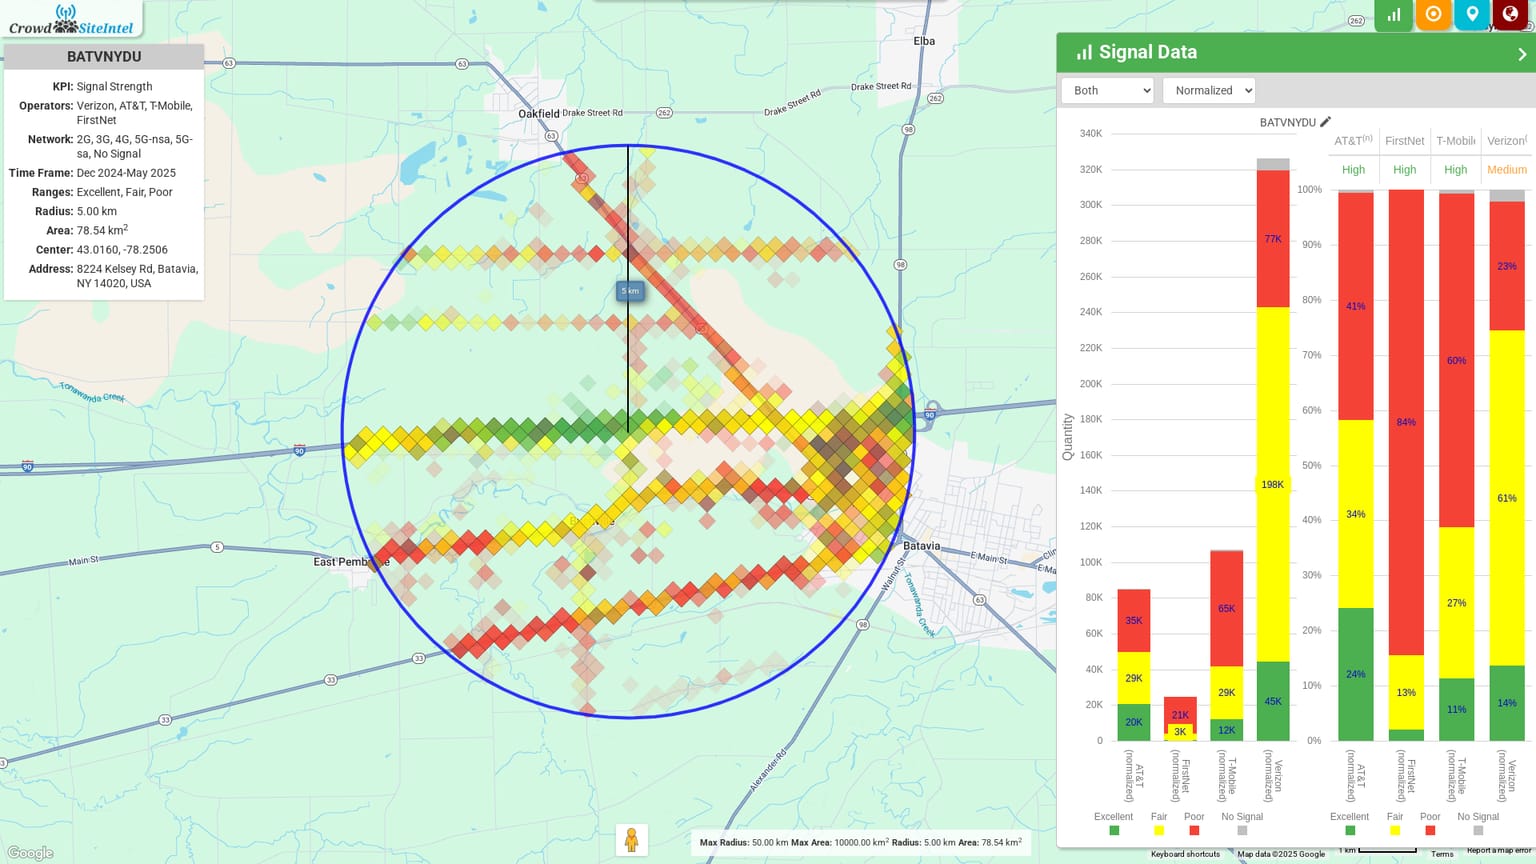 Crowd SiteIntel
BATVNYDU
KPI: Signal Strength
Operators: Verizon, AT&T, T-Mobile,
FirstNet
Network: 2G, 3G, 4G, 5G-nsa, 5G-
sa, No Signal
Time Frame: Dec 2024-May 2025
Ranges: Excellent, Fair, Poor
Radius: 5.00 km
Area: 78.54 km2
Center: 43.0160, -78.2506
Address: 8224 Kelsey Rd, Batavia,
NY 14020, USA
Elba
262
63
63
Drake Street Rd
262
Oakfield
Drake Street Rd
262
Drake Street Rd
63
98
98
5 km
Tonawanda Creek
90
90
90
Main St
5
East Pembroke
Batavia
E Main St
Walnut St
Tonawanda Creek
63
98
33
33
33
33
Alexander Rd
Google
Max Radius: 50.00 km Max Area: 10000.00 km2 Radius: 5.00 km Area: 78.54 km2
Signal Data
Both
Normalized
BATVNYDU
AT&T(n)
FirstNet
T-Mobile
Verizon(
High
High
High
Medium
340K
320K
300K
280K
260K
240K
220K
200K
180K
160K
140K
120K
100K
80K
60K
40K
20K
0
Quantity
35K
29K
20K
21K
3K
65K
29K
12K
77K
198K
45K
AT&T
(normalized)
FirstNet
(normalized)
T-Mobile
(normalized)
Verizon
(normalized)
Excellent
Fair
Poor
No Signal
100%
90%
80%
70%
60%
50%
40%
30%
20%
10%
0%
41%
34%
24%
84%
13%
60%
27%
11%
23%
61%
14%
AT&T
(normalized)
FirstNet
(normalized)
T-Mobile
(normalized)
Verizon
(normalized)
Excellent
Fair
Poor
No Signal
Keyboard shortcuts
Map data ©2025 Google
1 km
Terms
Report a map error